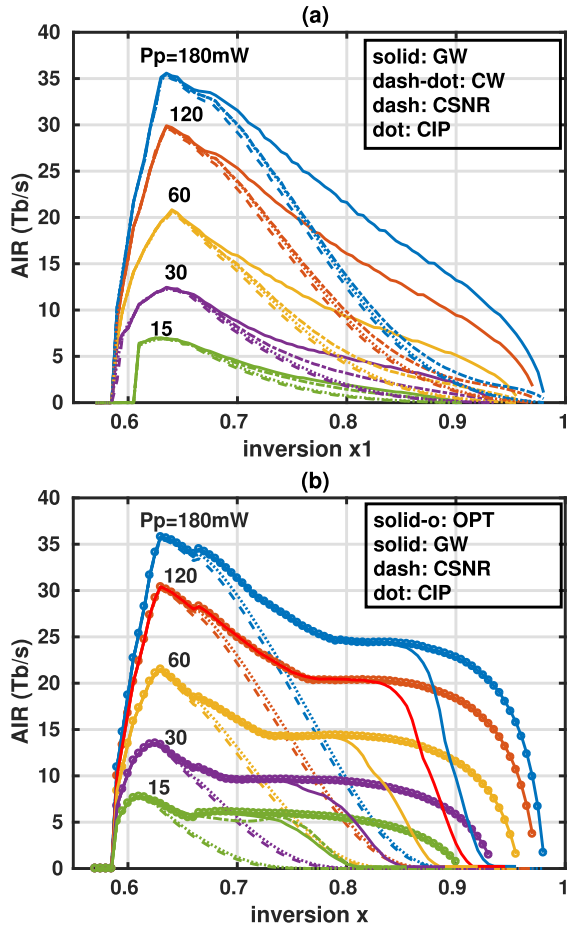 (a)
40
35
30
25
20
15
10
5
0
AIR (Tb/s)
Pp=180mW
120
60
30
15
solid: GW
dash-dot: CW
dash: CSNR
dot: CIP
0.6 0.7 0.8 0.9 1
inversion x1
(b)
40
35
30
25
20
15
10
5
0
AIR (Tb/s)
Pp=180mW
120
60
30
15
solid-o: OPT
solid: GW
dash: CSNR
dot: CIP
0.6 0.7 0.8 0.9 1
inversion x